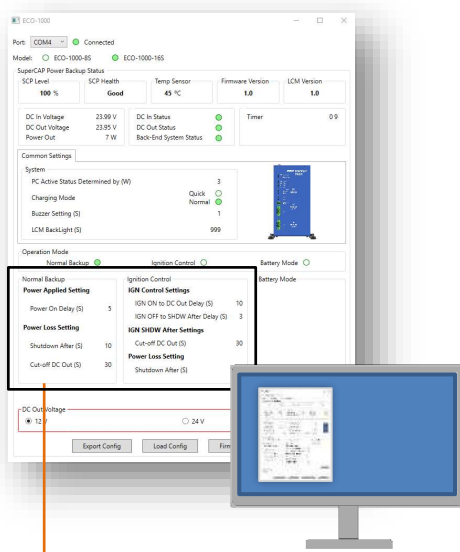 ECO-1000
Port: COM4 Connected
Model: ECO-1000-8S ECO-1000-16S
SuperCAP Power Backup Status
SCP Level SCP Health Temp Sensor Firmware Version LCM Version
100 % Good 45 ºC 1.0 1.0
DC In Voltage 23.99 V DC In Status Timer 0 9
DC Out Voltage 23.95 V DC Out Status
Power Out 7 W Back-End System Status
Common Settings
System
PC Active Status Determined by (W) 3
Charging Mode Quick
Normal
Buzzer Setting (S) 1
LCM BackLight (S) 999
Operation Mode
Normal Backup Ignition Control Battery Mode
Normal Backup Ignition Control Battery Mode
Power Applied Setting IGN Control Settings
Power On Delay (S) 5 IGN ON to DC Out Delay (S) 10
IGN OFF to SHDW After Delay (S) 3
Power Loss Setting IGN SHDW After Settings
Shutdown After (S) 10 Cut-off DC Out (S) 30
Cut-off DC Out (S) 30 Power Loss Setting
Shutdown After (S)
DC Out Voltage
12 V 24 V
Export Config Load Config Firm